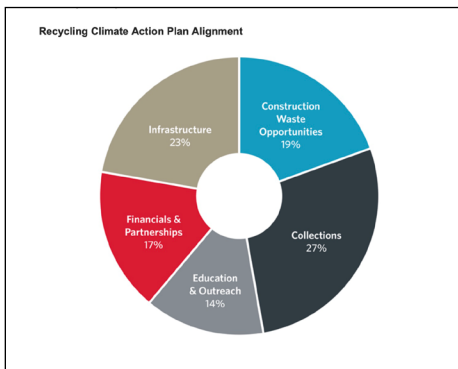 Recycling Climate Action Plan Alignment
Construction
Waste
Opportunities
19%
Collections
27%
Education
& Outreach
14%
Financials &
Partnerships
17%
Infrastructure
23%